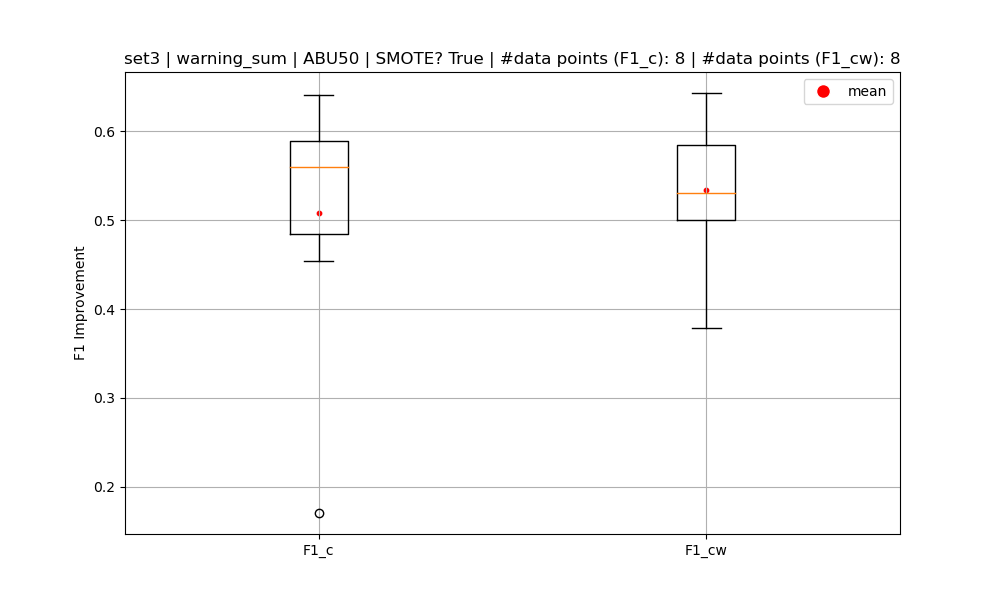 set3 | warning_sum | ABU50 | SMOTE? True | #data points (F1_c): 8 | #data points (F1_cw): 8
mean
0.6
0.5
0.4
0.3
0.2
F1 Improvement
F1_c
F1_cw